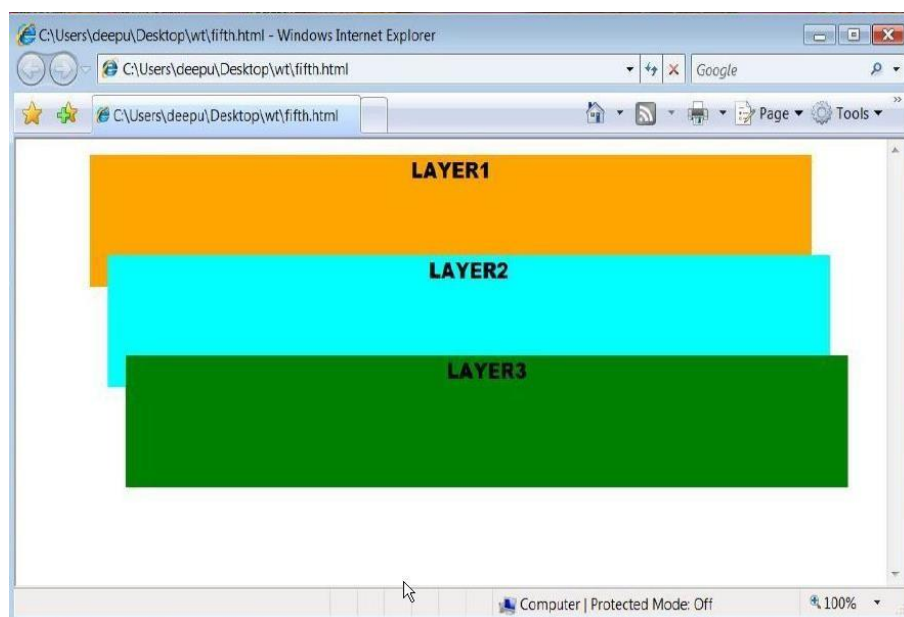 C:\Users\deepu\Desktop\wt\fifth.html - Windows Internet Explorer
C:\Users\deepu\Desktop\wt\fifth.html
Google
C:\Users\deepu\Desktop\wt\fifth.html
Page
Tools
LAYER1
LAYER2
LAYER3
Computer | Protected Mode: Off
100%